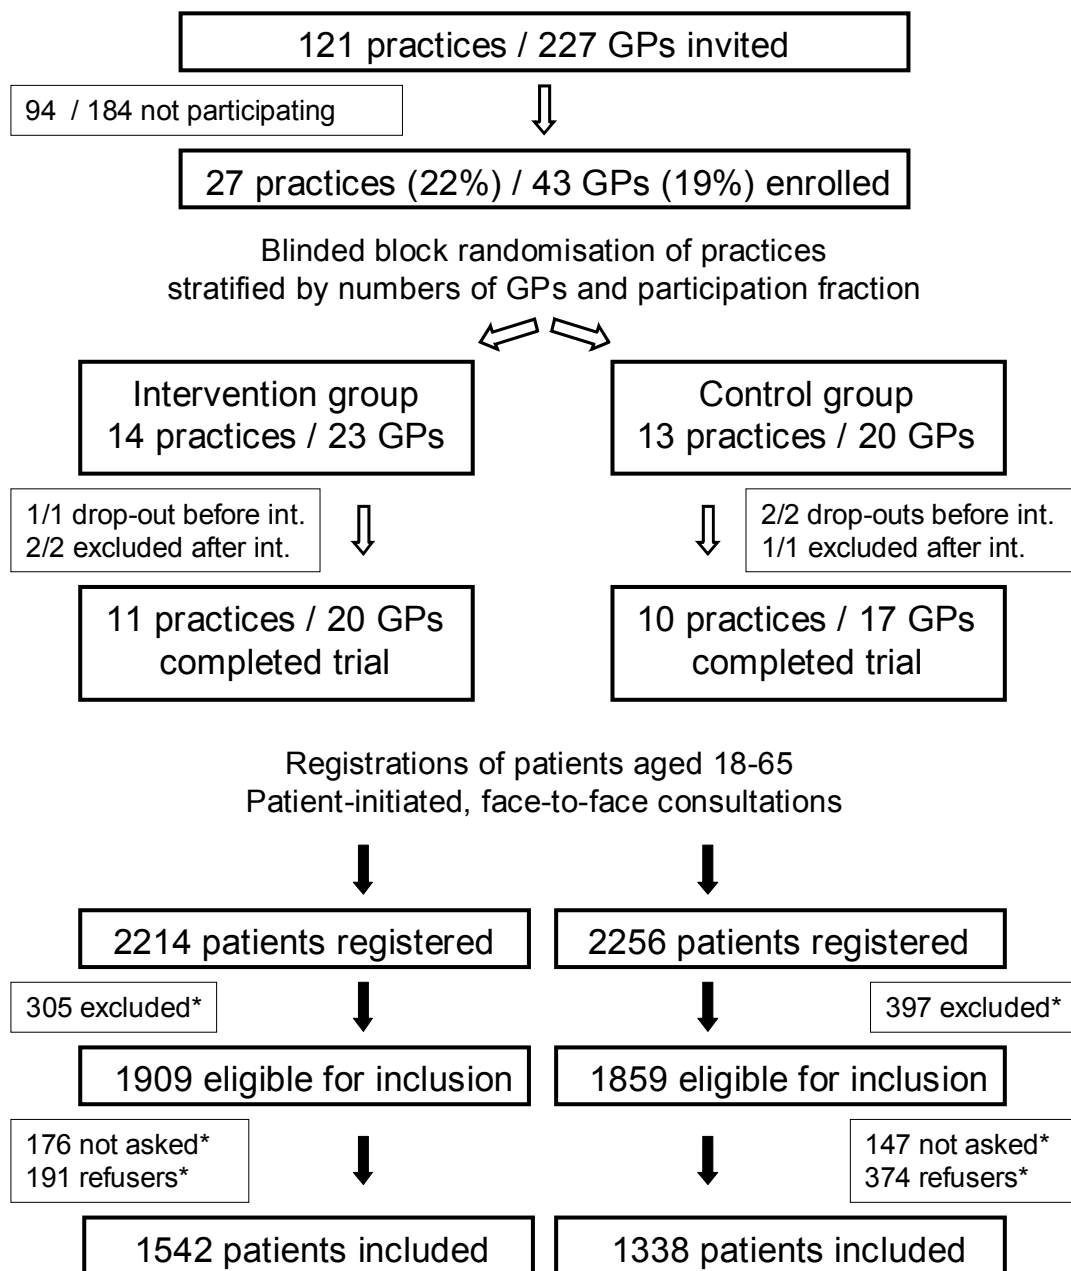 121 practices / 227 GPs invited
94 / 184 not participating
27 practices (22%) / 43 GPs (19%) enrolled
Blinded block randomisation of practices
stratified by numbers of GPs and participation fraction
Intervention group
14 practices / 23 GPs
Control group
13 practices / 20 GPs
1/1 drop-out before int.
2/2 excluded after int.
2/2 drop-outs before int.
1/1 excluded after int.
11 practices / 20 GPs
completed trial
10 practices / 17 GPs
completed trial
Registrations of patients aged 18-65
Patient-initiated, face-to-face consultations
2214 patients registered
2256 patients registered
305 excluded*
397 excluded*
1909 eligible for inclusion
1859 eligible for inclusion
176 not asked*
191 refusers*
147 not asked*
374 refusers*
1542 patients included
1338 patients included